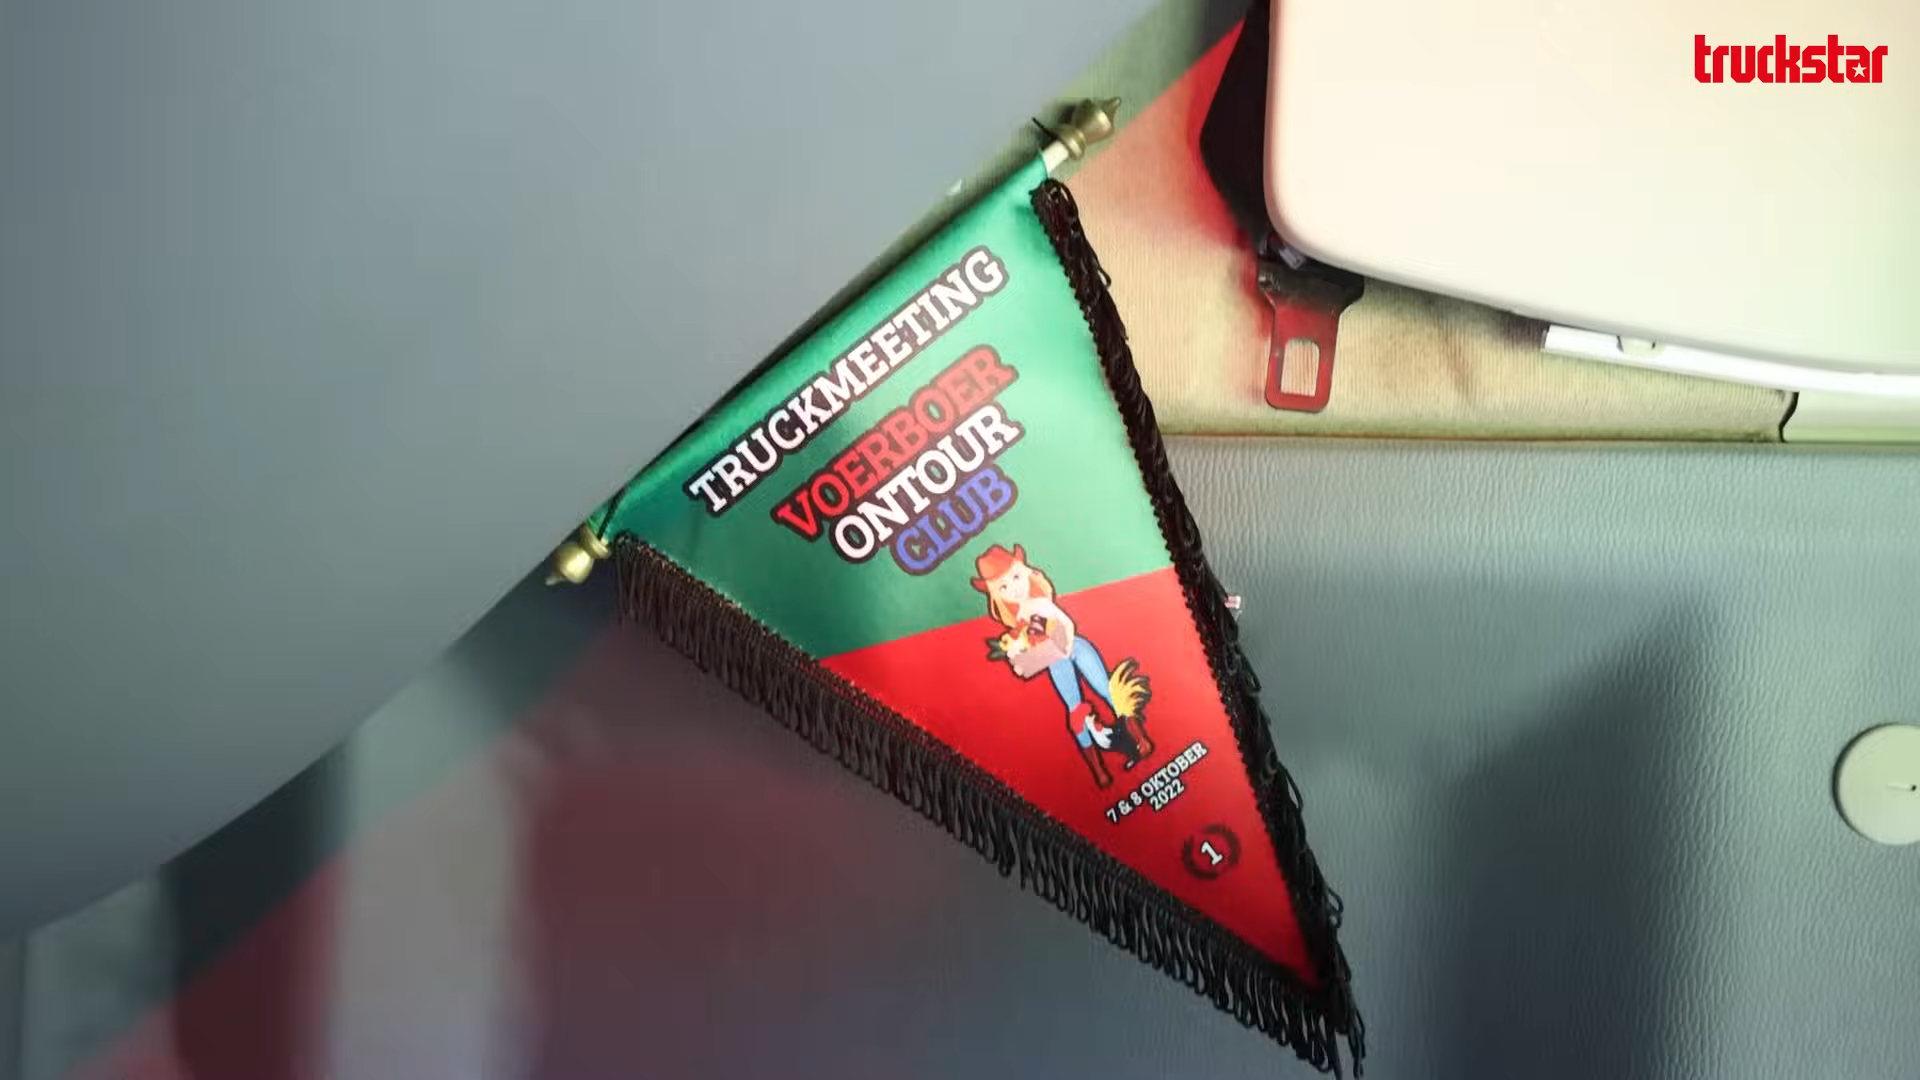 truckstar
TRUCKMEETING
VOERBOER
ONTOUR
CLUB
7 & 8 OKTOBER
2022
1